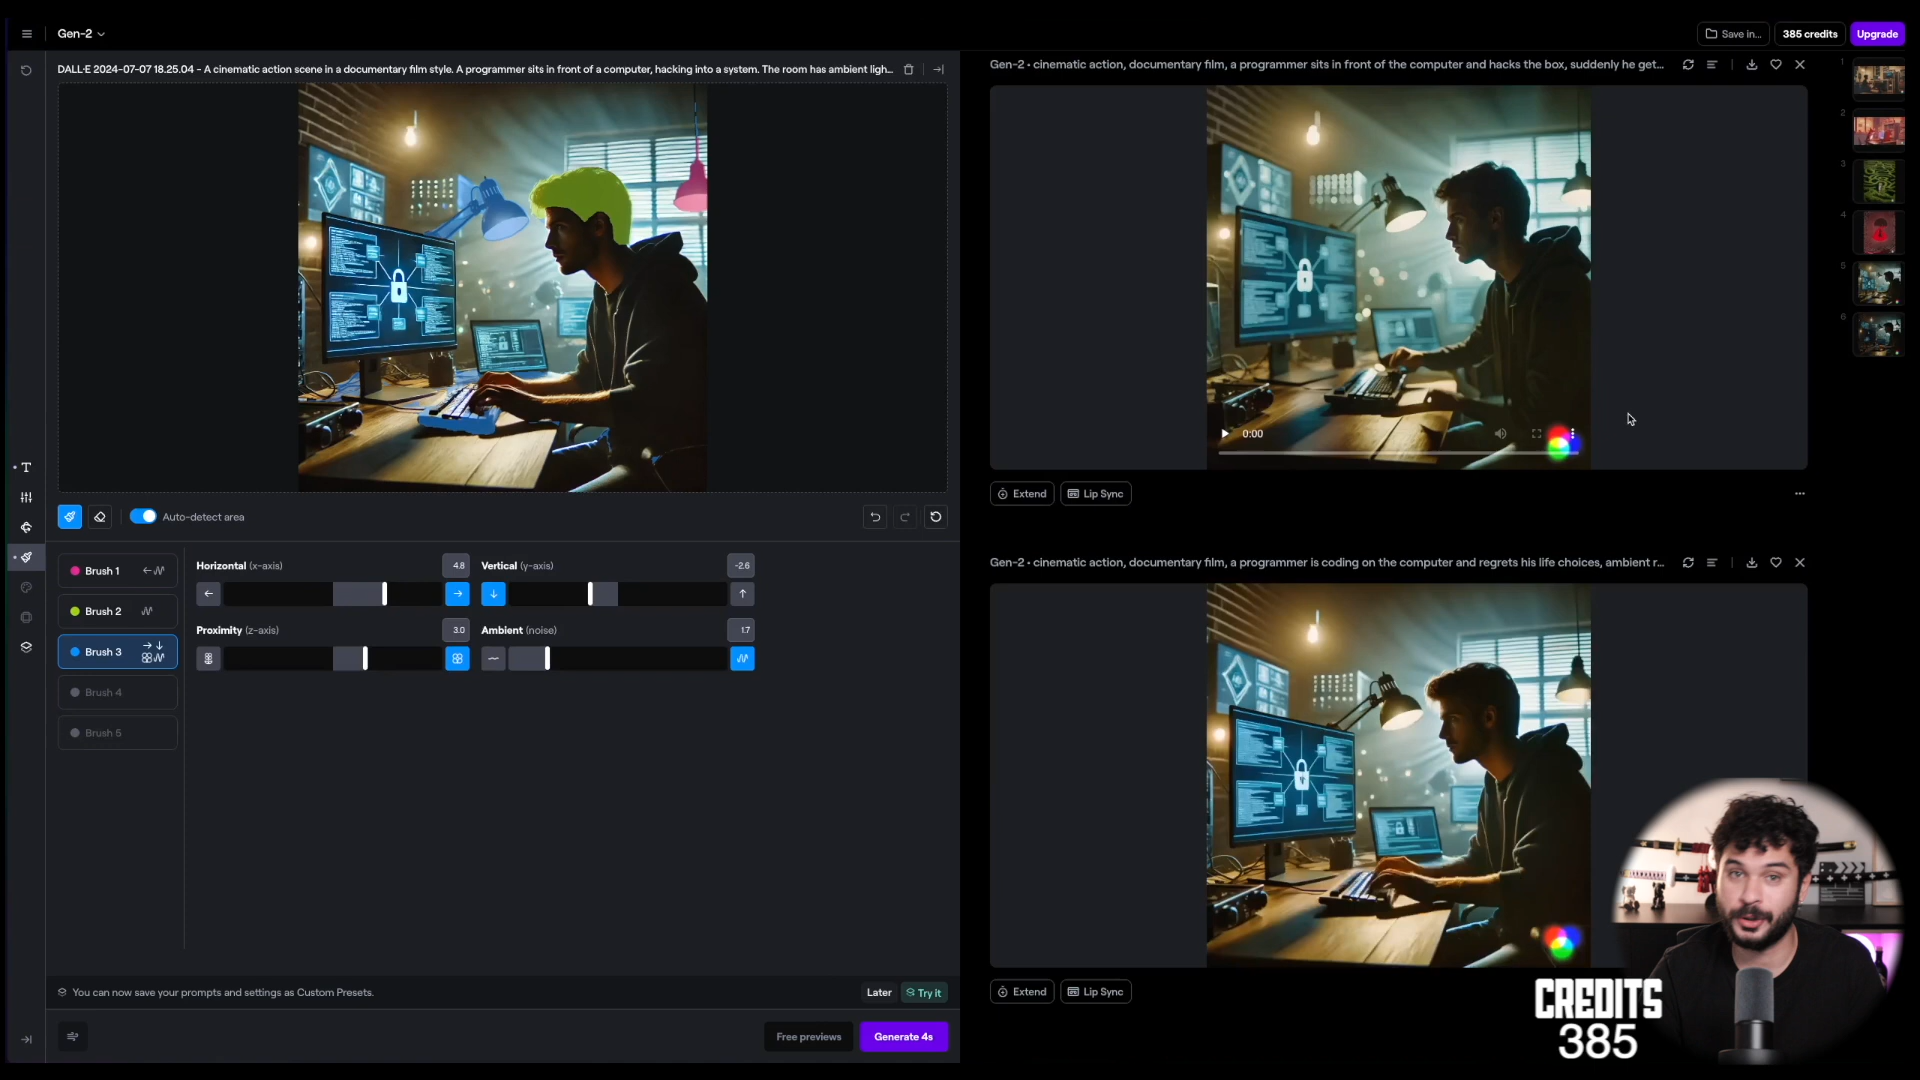 Gen-2
Save in...
385 credits
Upgrade
DALL·E 2024-07-07 18.25.04 - A cinematic action scene in a documentary film style. A programmer sits in front of a computer, hacking into a system. The room has ambient ligh...
Gen-2 • cinematic action, documentary film, a programmer sits in front of the computer and hacks the box, suddenly he get...
1
2
3
4
5
6
0:00
Extend
Lip Sync
Auto-detect area
Brush 1
Brush 2
Brush 3
Brush 4
Brush 5
Horizontal (x-axis)
4.8
Vertical (y-axis)
-2.6
Proximity (z-axis)
3.0
Ambient (noise)
1.7
Gen-2 • cinematic action, documentary film, a programmer is coding on the computer and regrets his life choices, ambient r...
Extend
Lip Sync
You can now save your prompts and settings as Custom Presets.
Later
Try it
Free previews
Generate 4s
CREDITS
385